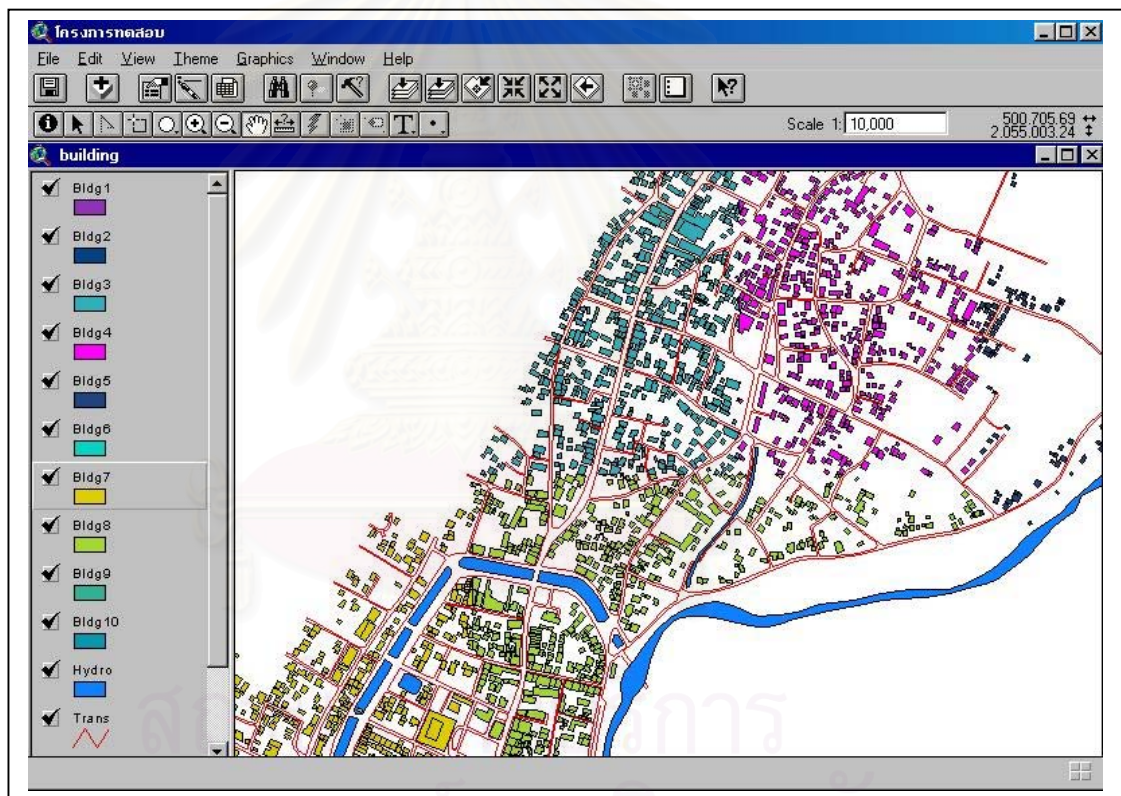 โครงการทดสอบ
File Edit View Theme Graphics Window Help
Scale 1: 10,000
500,705.69
2,055,003.24
building
Bldg1
Bldg2
Bldg3
Bldg4
Bldg5
Bldg6
Bldg7
Bldg8
Bldg9
Bldg10
Hydro
Trans